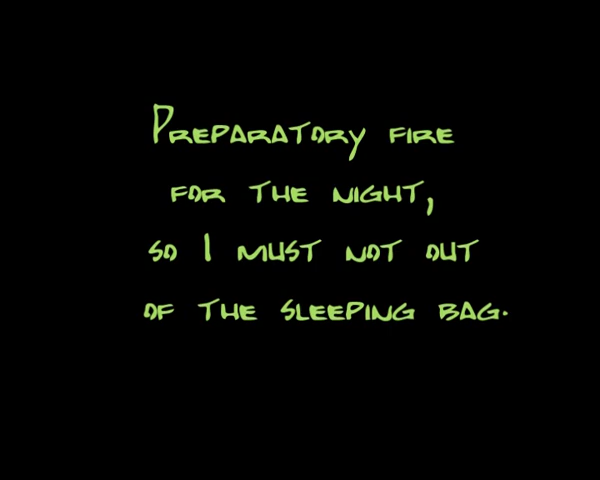 Preparatory fire
for the night,
so I must not out
of the sleeping bag.